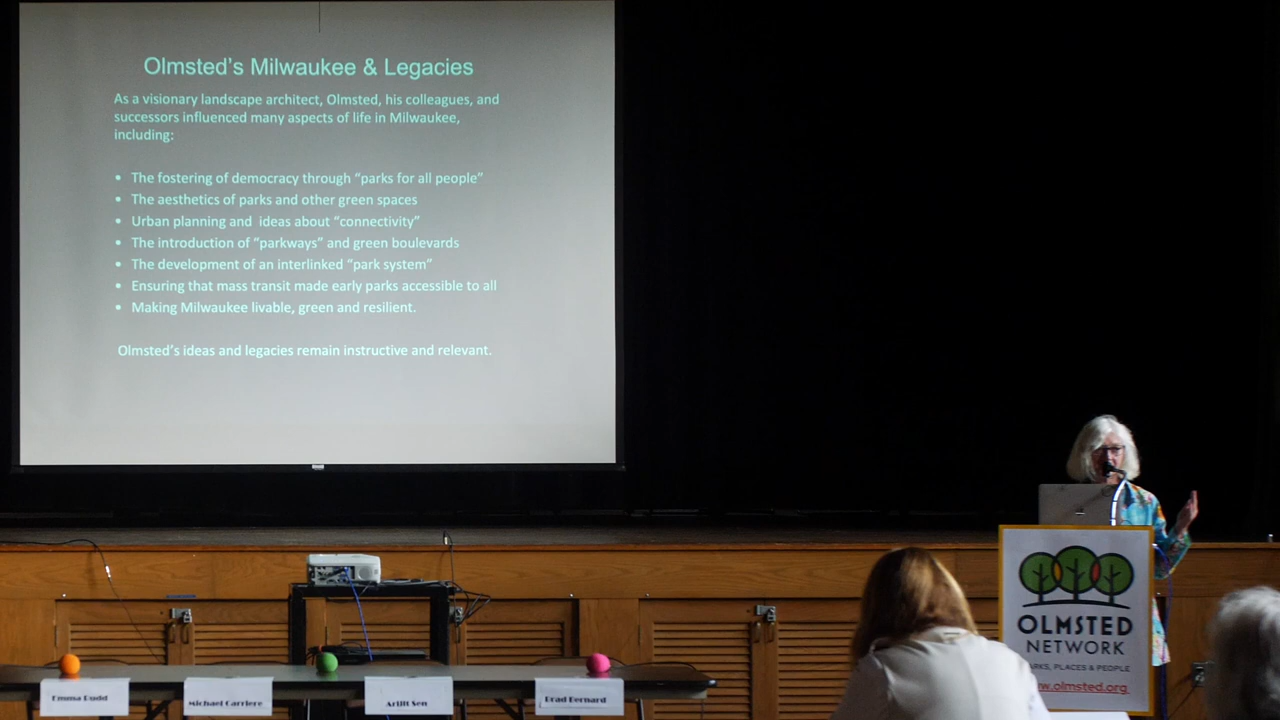 Olmsted's Milwaukee & Legacies
As a visionary landscape architect, Olmsted, his colleagues, and
successors influenced many aspects of life in Milwaukee,
including:
• The fostering of democracy through “parks for all people”
• The aesthetics of parks and other green spaces
• Urban planning and ideas about “connectivity”
• The introduction of “parkways” and green boulevards
• The development of an interlinked “park system”
• Ensuring that mass transit made early parks accessible to all
• Making Milwaukee livable, green and resilient.
Olmsted's ideas and legacies remain instructive and relevant.
OLMSTED
NETWORK
ARKS, PLACES & PEOPLE
w.olmsted.org
Emma Rudd
Michael Carriere
Arijit Sen
Brad Bernard